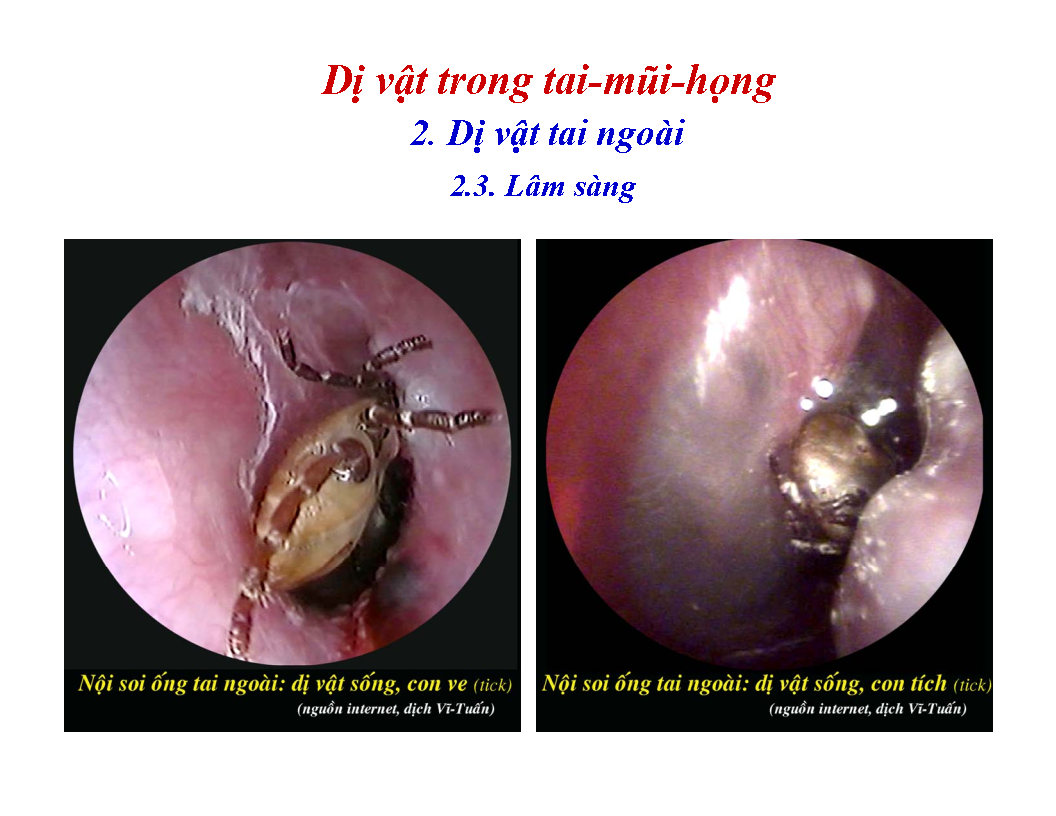 Dị vật trong tai-mũi-họng
2. Dị vật tai ngoài
2.3. Lâm sàng
Nội soi ống tai ngoài: dị vật sống, con ve (tick)
(nguồn internet, dịch Vĩ-Tuấn)
Nội soi ống tai ngoài: dị vật sống, con tích (tick)
(nguồn internet, dịch Vĩ-Tuấn)